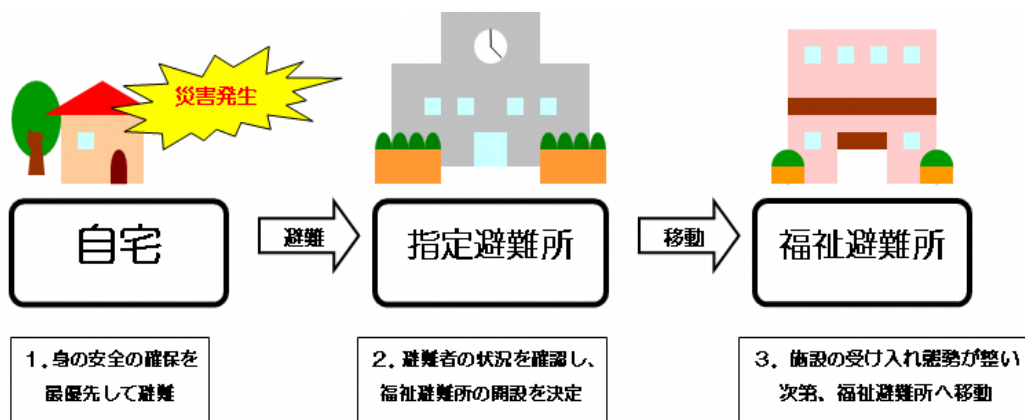 災害発生
自宅
避難
指定避難所
移動
福祉避難所
1.身の安全の確保を
最優先して避難
2.避難者の状況を確認し、
福祉避難所の開設を決定
3.施設の受け入れ態勢が整い
次第、福祉避難所へ移動